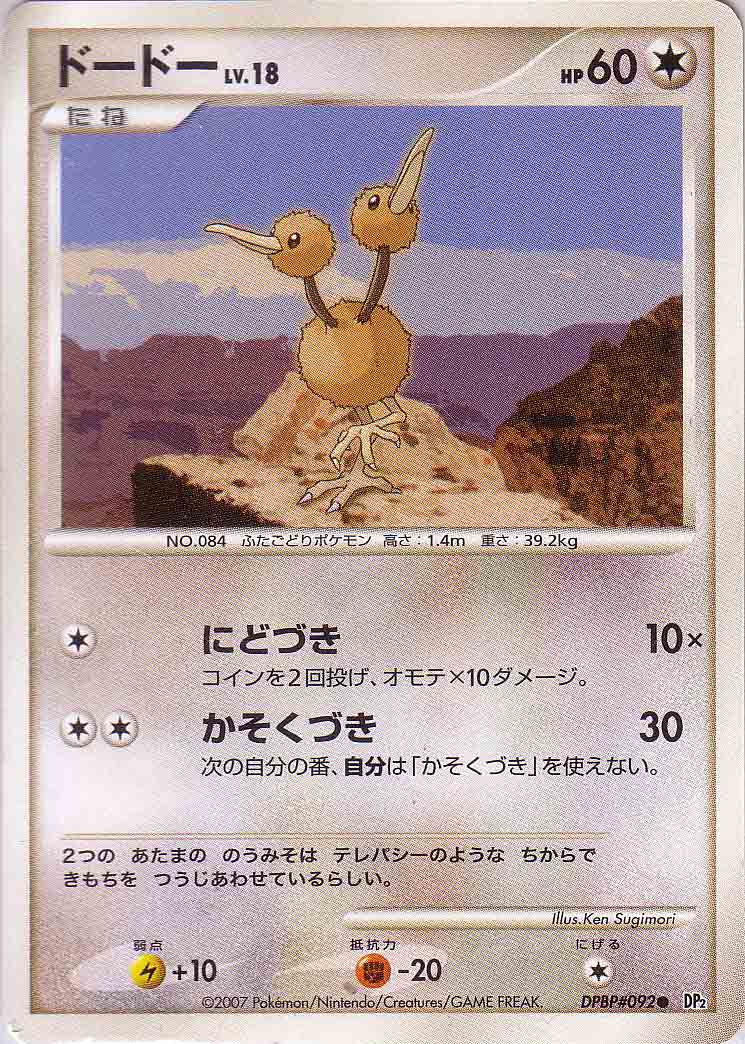 ドードー LV.18 HP60
たね
NO.084 ふたごどりポケモン 高さ：1.4m 重さ：39.2kg
にどづき 10×
コインを2回投げ、オモテ×10ダメージ。
かそくづき 30
次の自分の番、自分は「かそくづき」を使えない。
2つの あたまの のうみそは テレパシーのような ちからで
きもちを つうじあわせているらしい。
Illus.Ken Sugimori
弱点 抵抗力 にげる
+10 -20
©2007 Pokémon/Nintendo/Creatures/GAME FREAK. DPBP#092 DP2